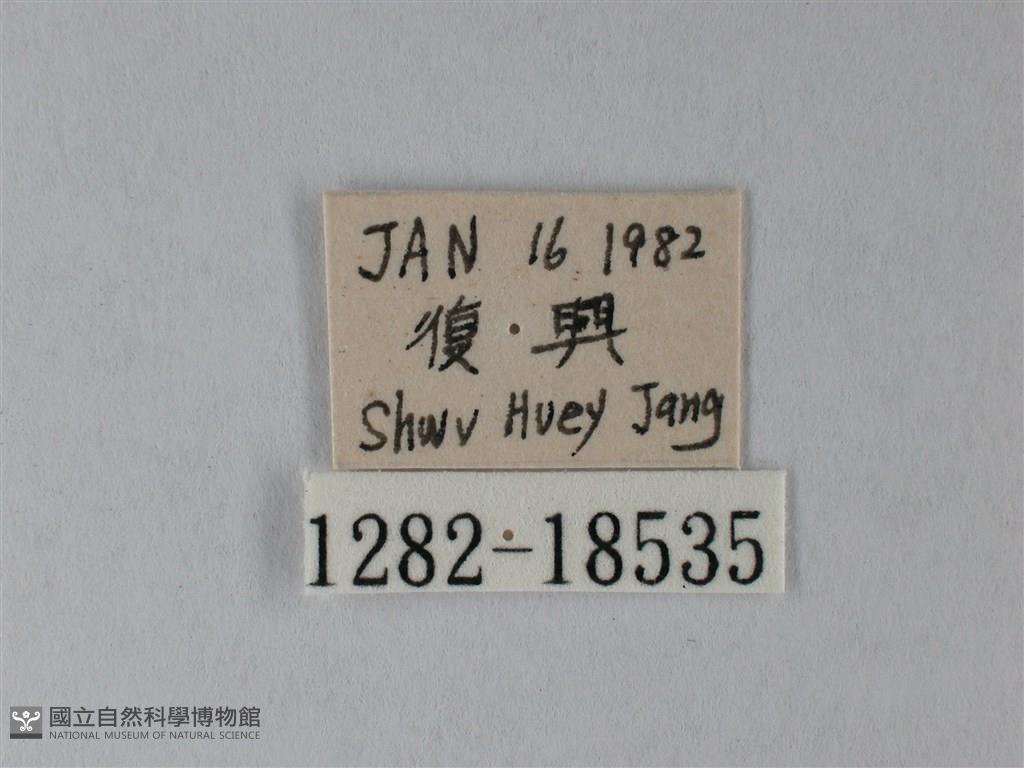 JAN 16 1982
復·興
Shwu Huey Jang
1282-18535
國立自然科學博物館
NATIONAL MUSEUM OF NATURAL SCIENCE